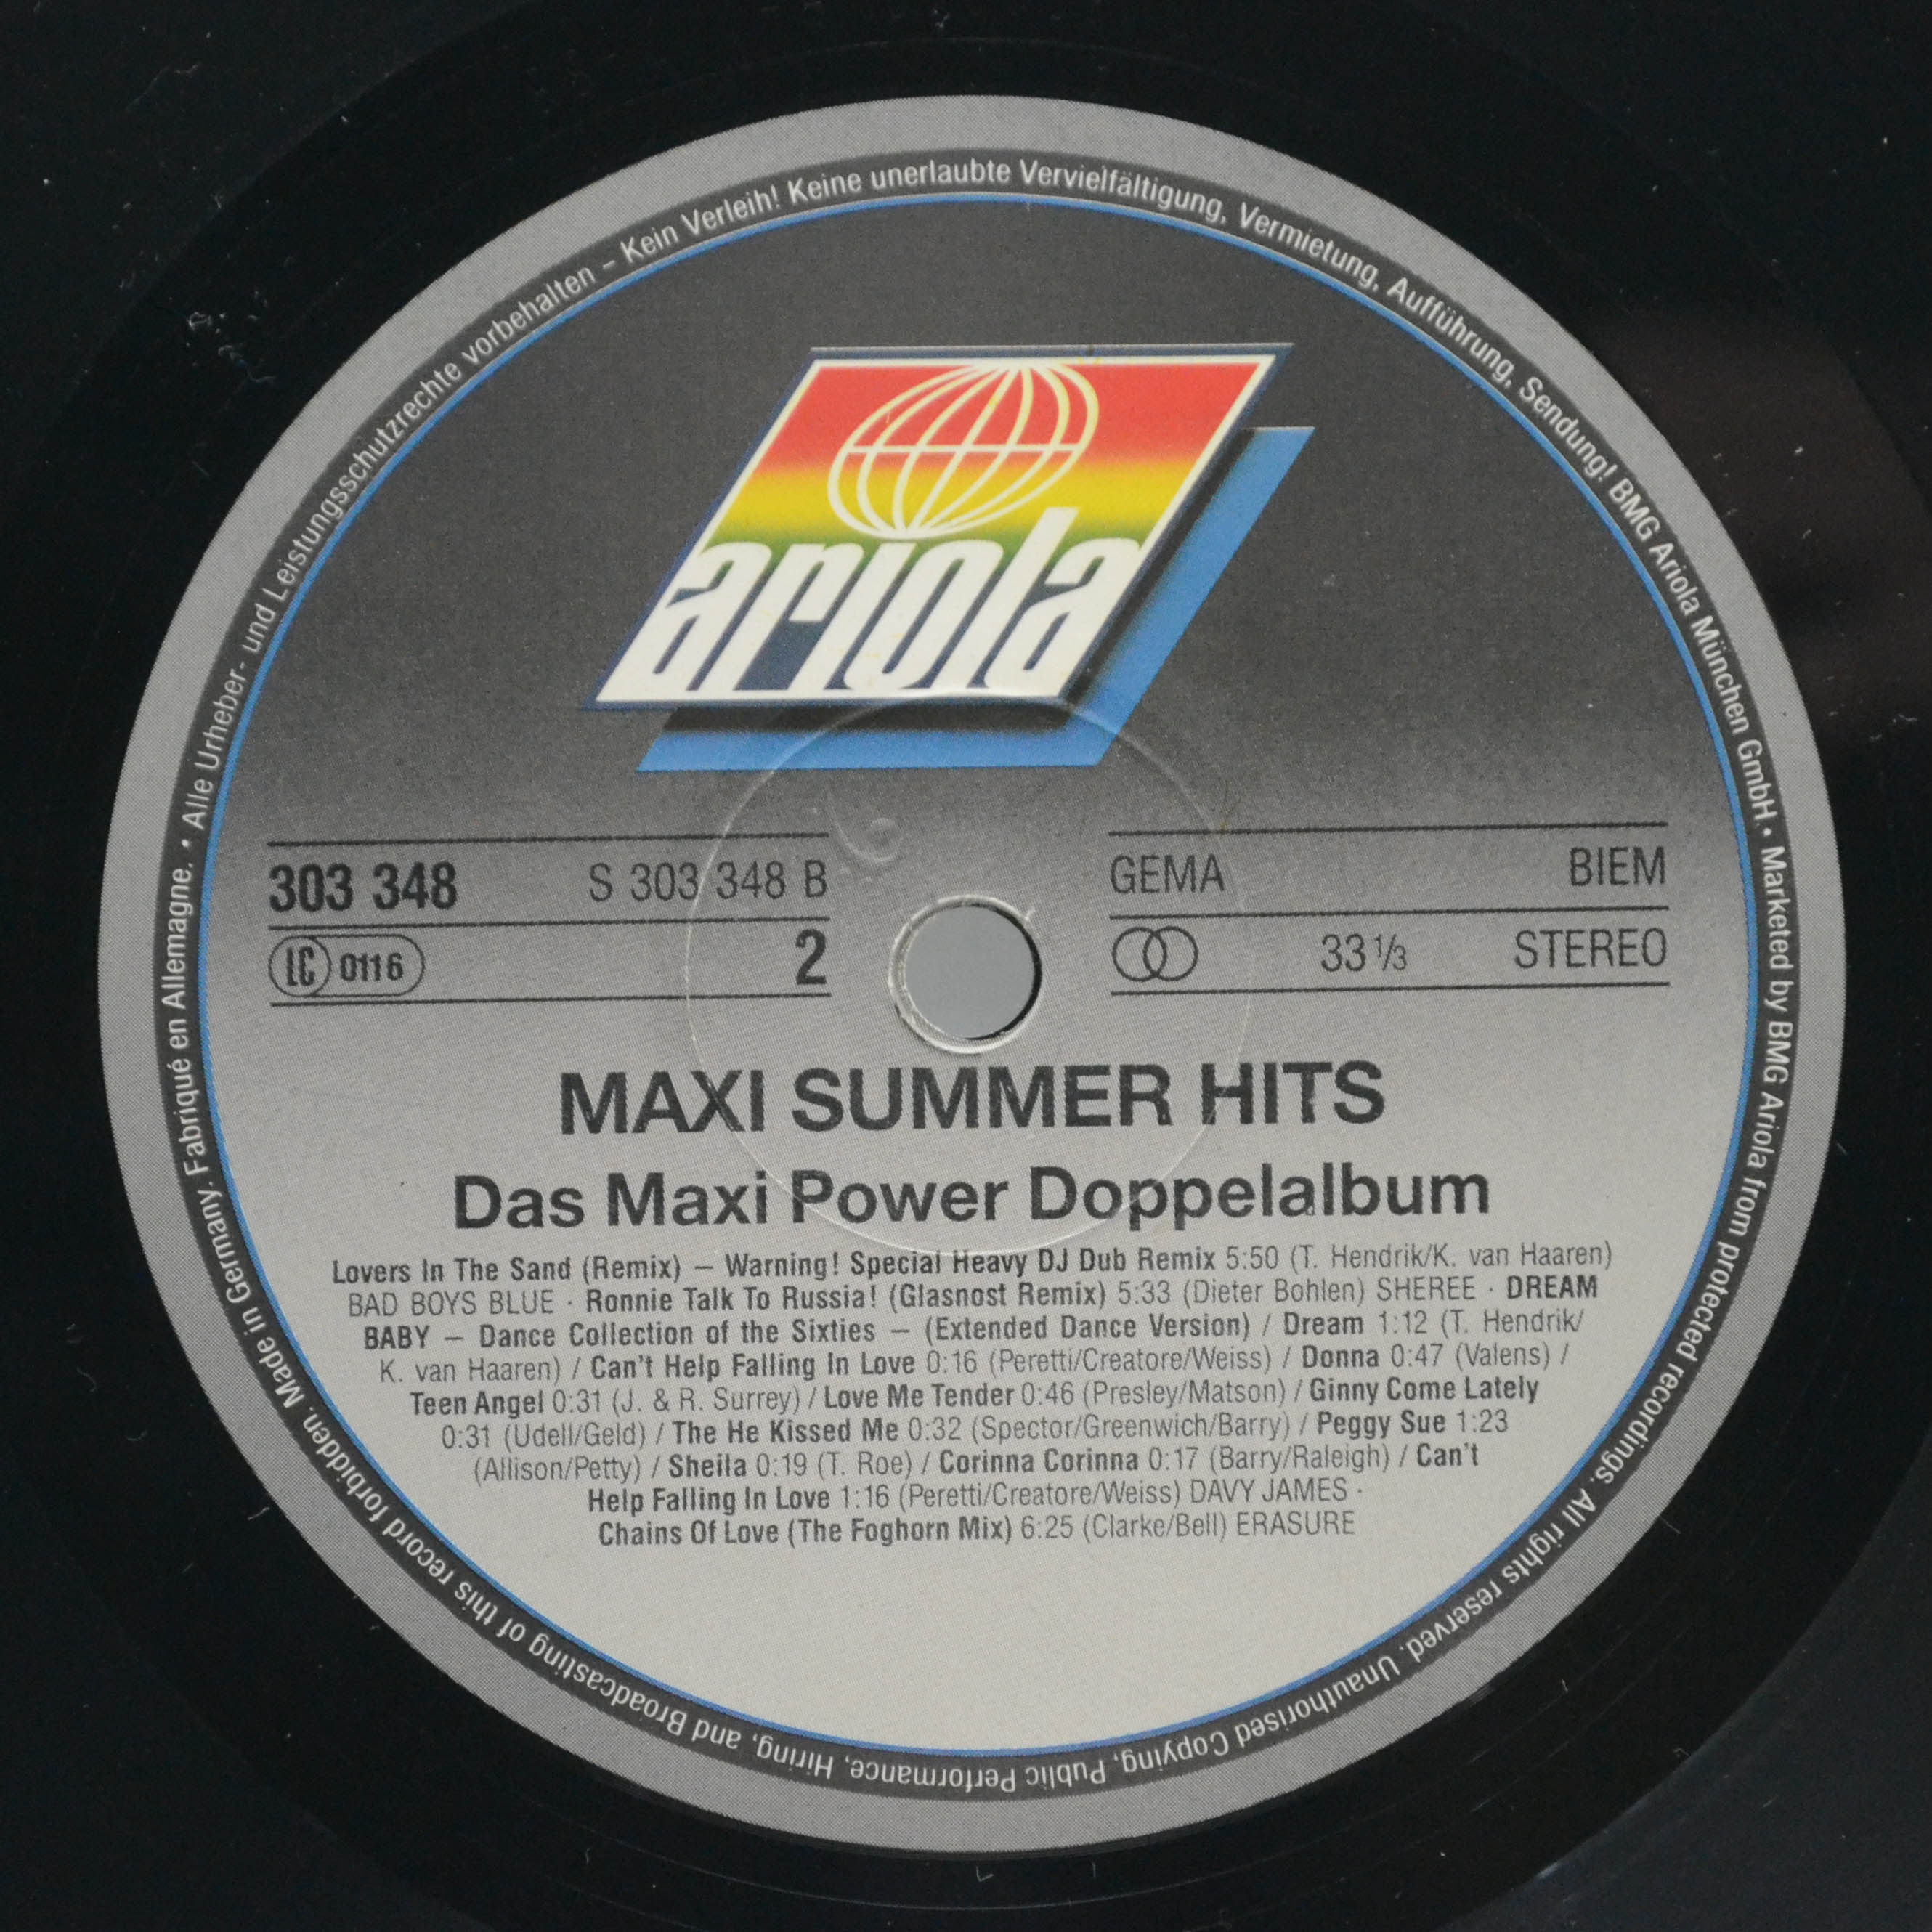 Alle Urheber- und Leistungsschutzrechte vorbehalten – Kein Verleih! Keine unerlaubte Vervielfältigung, Vermietung, Aufführung, Sendung! BMG Ariola München GmbH. • Marketed by BMG Ariola from protected recordings. All rights reserved. Unauthorised Copying, Public Performance, Hiring, and Broadcasting of this record forbidden. Made in Germany. Fabriqué en Allemagne. •
ariola
303 348 S 303 348 B GEMA BIEM
LC 0116 2 33 1/3 STEREO
MAXI SUMMER HITS
Das Maxi Power Doppelalbum
Lovers In The Sand (Remix) – Warning! Special Heavy DJ Dub Remix 5:50 (T. Hendrik/K. van Haaren)
BAD BOYS BLUE · Ronnie Talk To Russia! (Glasnost Remix) 5:33 (Dieter Bohlen) SHEREE · DREAM
BABY – Dance Collection of the Sixties – (Extended Dance Version) / Dream 1:12 (T. Hendrik/
K. van Haaren) / Can't Help Falling In Love 0:16 (Peretti/Creatore/Weiss) / Donna 0:47 (Valens) /
Teen Angel 0:31 (J. & R. Surrey) / Love Me Tender 0:46 (Presley/Matson) / Ginny Come Lately
0:31 (Udell/Geld) / The He Kissed Me 0:32 (Spector/Greenwich/Barry) / Peggy Sue 1:23
(Allison/Petty) / Sheila 0:19 (T. Roe) / Corinna Corinna 0:17 (Barry/Raleigh) / Can't
Help Falling In Love 1:16 (Peretti/Creatore/Weiss) DAVY JAMES ·
Chains Of Love (The Foghorn Mix) 6:25 (Clarke/Bell) ERASURE